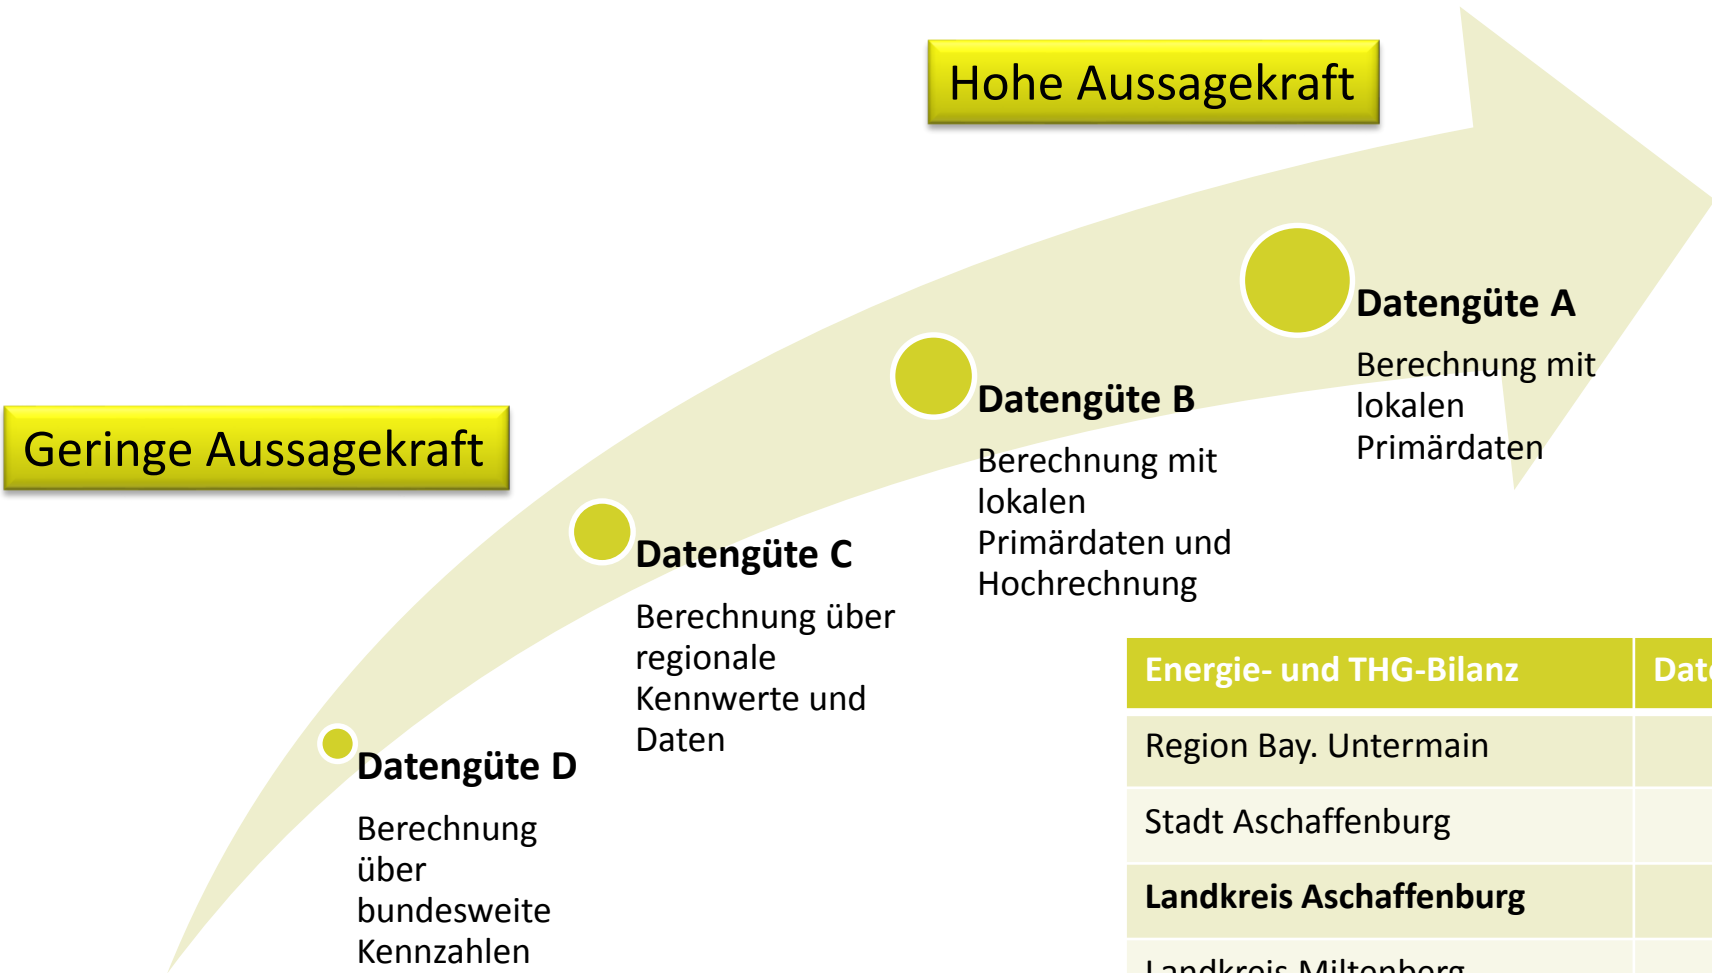 Hohe Aussagekraft
Geringe Aussagekraft
Datengüte A
Berechnung mit
lokalen
Primärdaten
Datengüte B
Berechnung mit
lokalen
Primärdaten und
Hochrechnung
Datengüte C
Berechnung über
regionale
Kennwerte und
Daten
Datengüte D
Berechnung
über
bundesweite
Kennzahlen
Energie- und THG-Bilanz
Region Bay. Untermain
Stadt Aschaffenburg
Landkreis Aschaffenburg
Landkreis Miltenberg